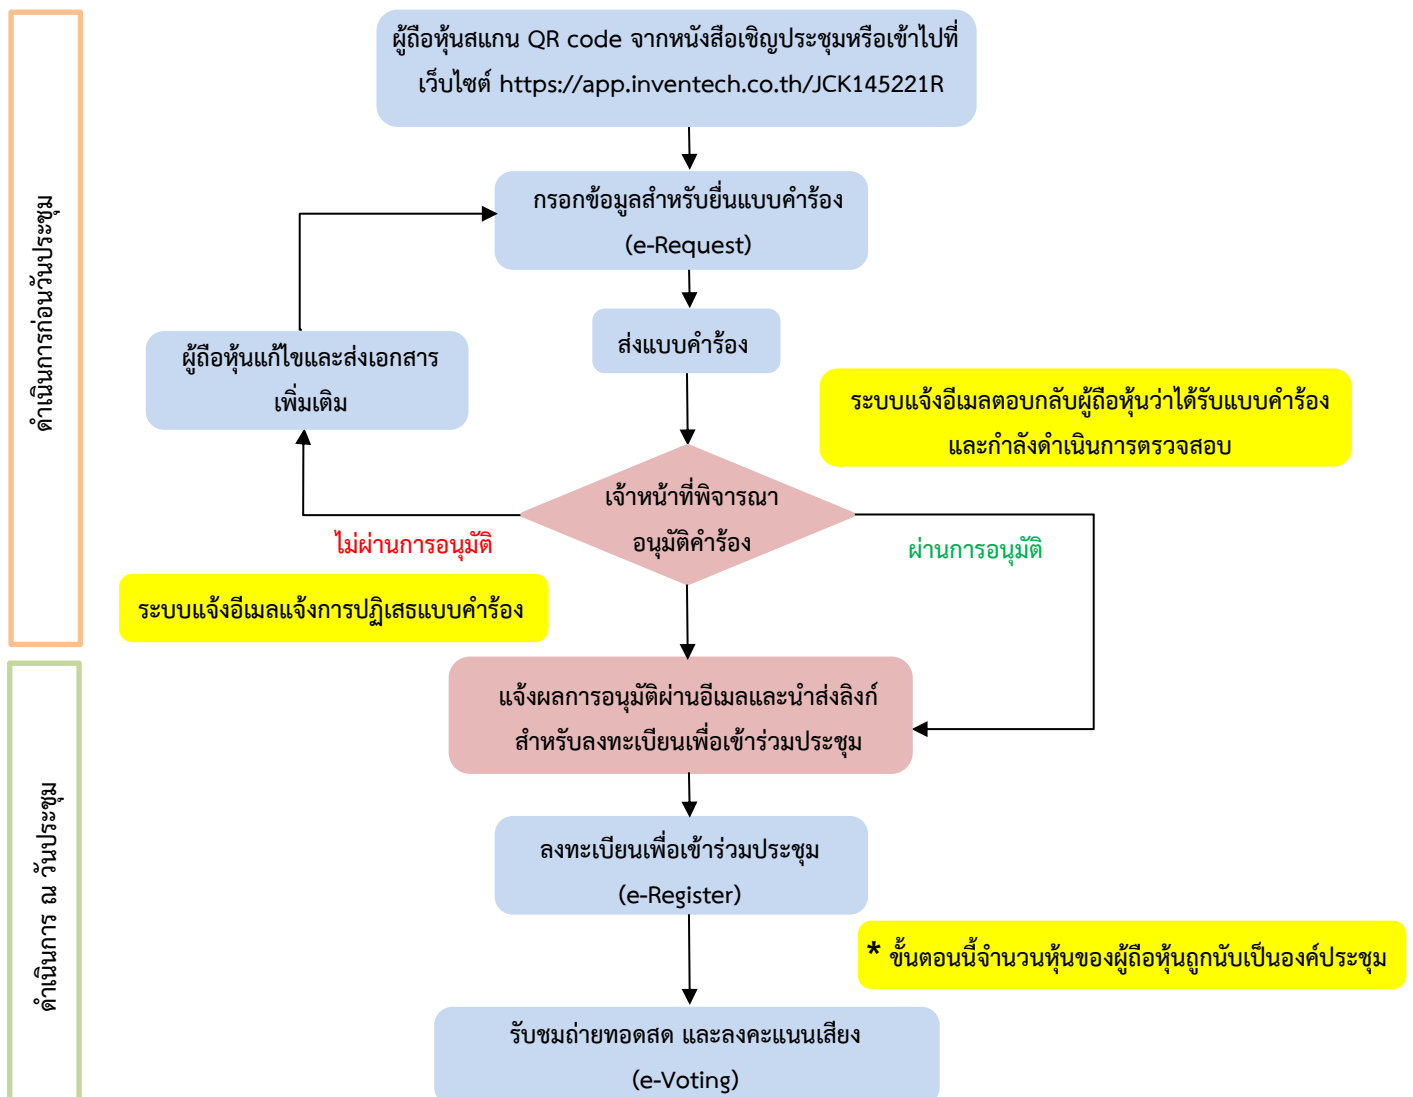 ดำเนินการก่อนวันประชุม
ผู้ถือหุ้นสแกน QR code จากหนังสือเชิญประชุมหรือเข้าไปที่
เว็บไซต์ https://app.inventech.co.th/JCK145221R
กรอกข้อมูลสำหรับยื่นแบบคำร้อง
(e-Request)
ส่งแบบคำร้อง
ผู้ถือหุ้นแก้ไขและส่งเอกสาร
เพิ่มเติม
ระบบแจ้งอีเมลตอบกลับผู้ถือหุ้นว่าได้รับแบบคำร้อง
และกำลังดำเนินการตรวจสอบ
เจ้าหน้าที่พิจารณา
อนุมัติคำร้อง
ไม่ผ่านการอนุมัติ
ผ่านการอนุมัติ
ระบบแจ้งอีเมลแจ้งการปฏิเสธแบบคำร้อง
ดำเนินการ ณ วันประชุม
แจ้งผลการอนุมัติผ่านอีเมลและนำส่งลิงก์
สำหรับลงทะเบียนเพื่อเข้าร่วมประชุม
ลงทะเบียนเพื่อเข้าร่วมประชุม
(e-Register)
* ขั้นตอนนี้จำนวนหุ้นของผู้ถือหุ้นถูกนับเป็นองค์ประชุม
รับชมถ่ายทอดสด และลงคะแนนเสียง
(e-Voting)